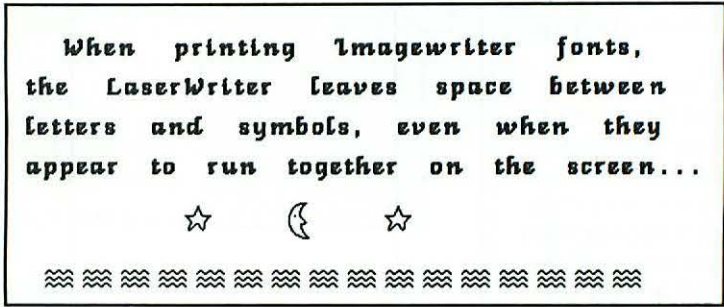 When printing Imagewriter fonts,
the LaserWriter leaves space between
letters and symbols, even when they
appear to run together on the screen...